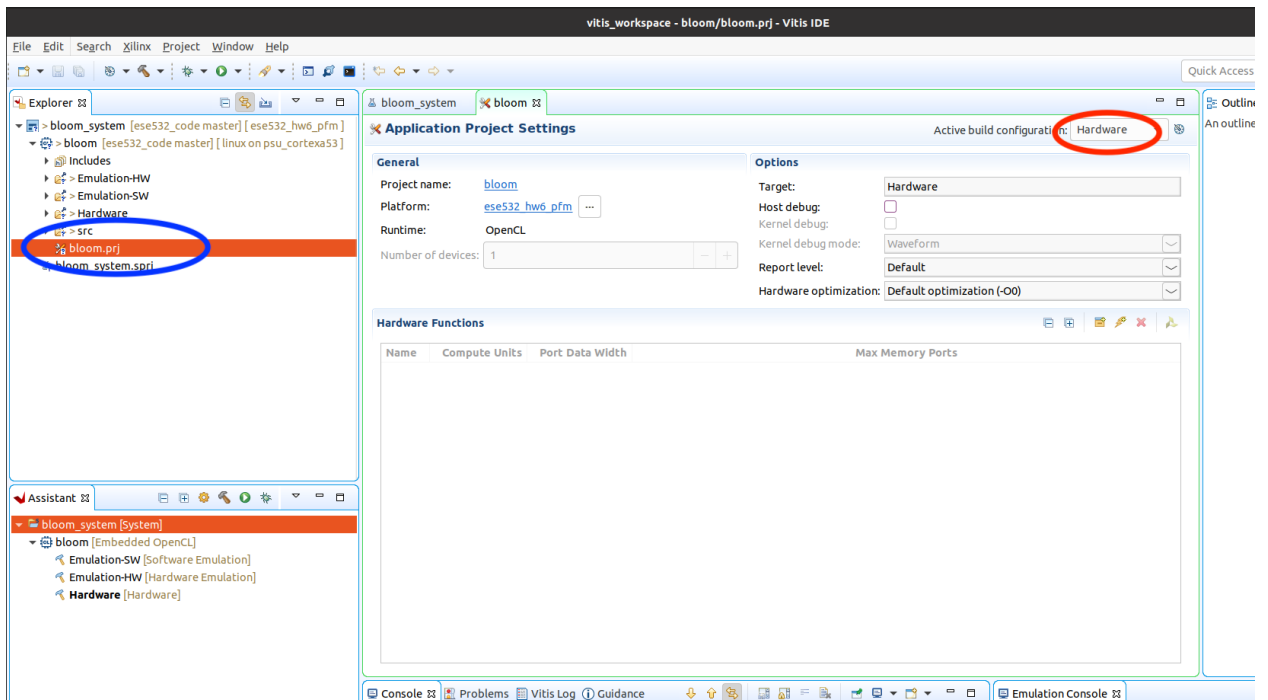 vitis_workspace - bloom/bloom.prj - Vitis IDE
File Edit Search Xilinx Project Window Help
Quick Access
Explorer
> bloom_system [ese532_code master] [ ese532_hw6_pfm ]
> bloom [ese532_code master] [ linux on psu_cortexa53 ]
Includes
> Emulation-HW
> Emulation-SW
> Hardware
> src
bloom.prj
bloom_system.sprj
bloom_system
bloom
Application Project Settings
Active build configuration: Hardware
General
Project name: bloom
Platform: ese532_hw6_pfm ...
Runtime: OpenCL
Number of devices: 1
Options
Target: Hardware
Host debug:
Kernel debug:
Kernel debug mode: Waveform
Report level: Default
Hardware optimization: Default optimization (-O0)
Hardware Functions
Name Compute Units Port Data Width Max Memory Ports
Outline
An outline
Assistant
bloom_system [System]
bloom [Embedded OpenCL]
Emulation-SW [Software Emulation]
Emulation-HW [Hardware Emulation]
Hardware [Hardware]
Console Problems Vitis Log Guidance
Emulation Console